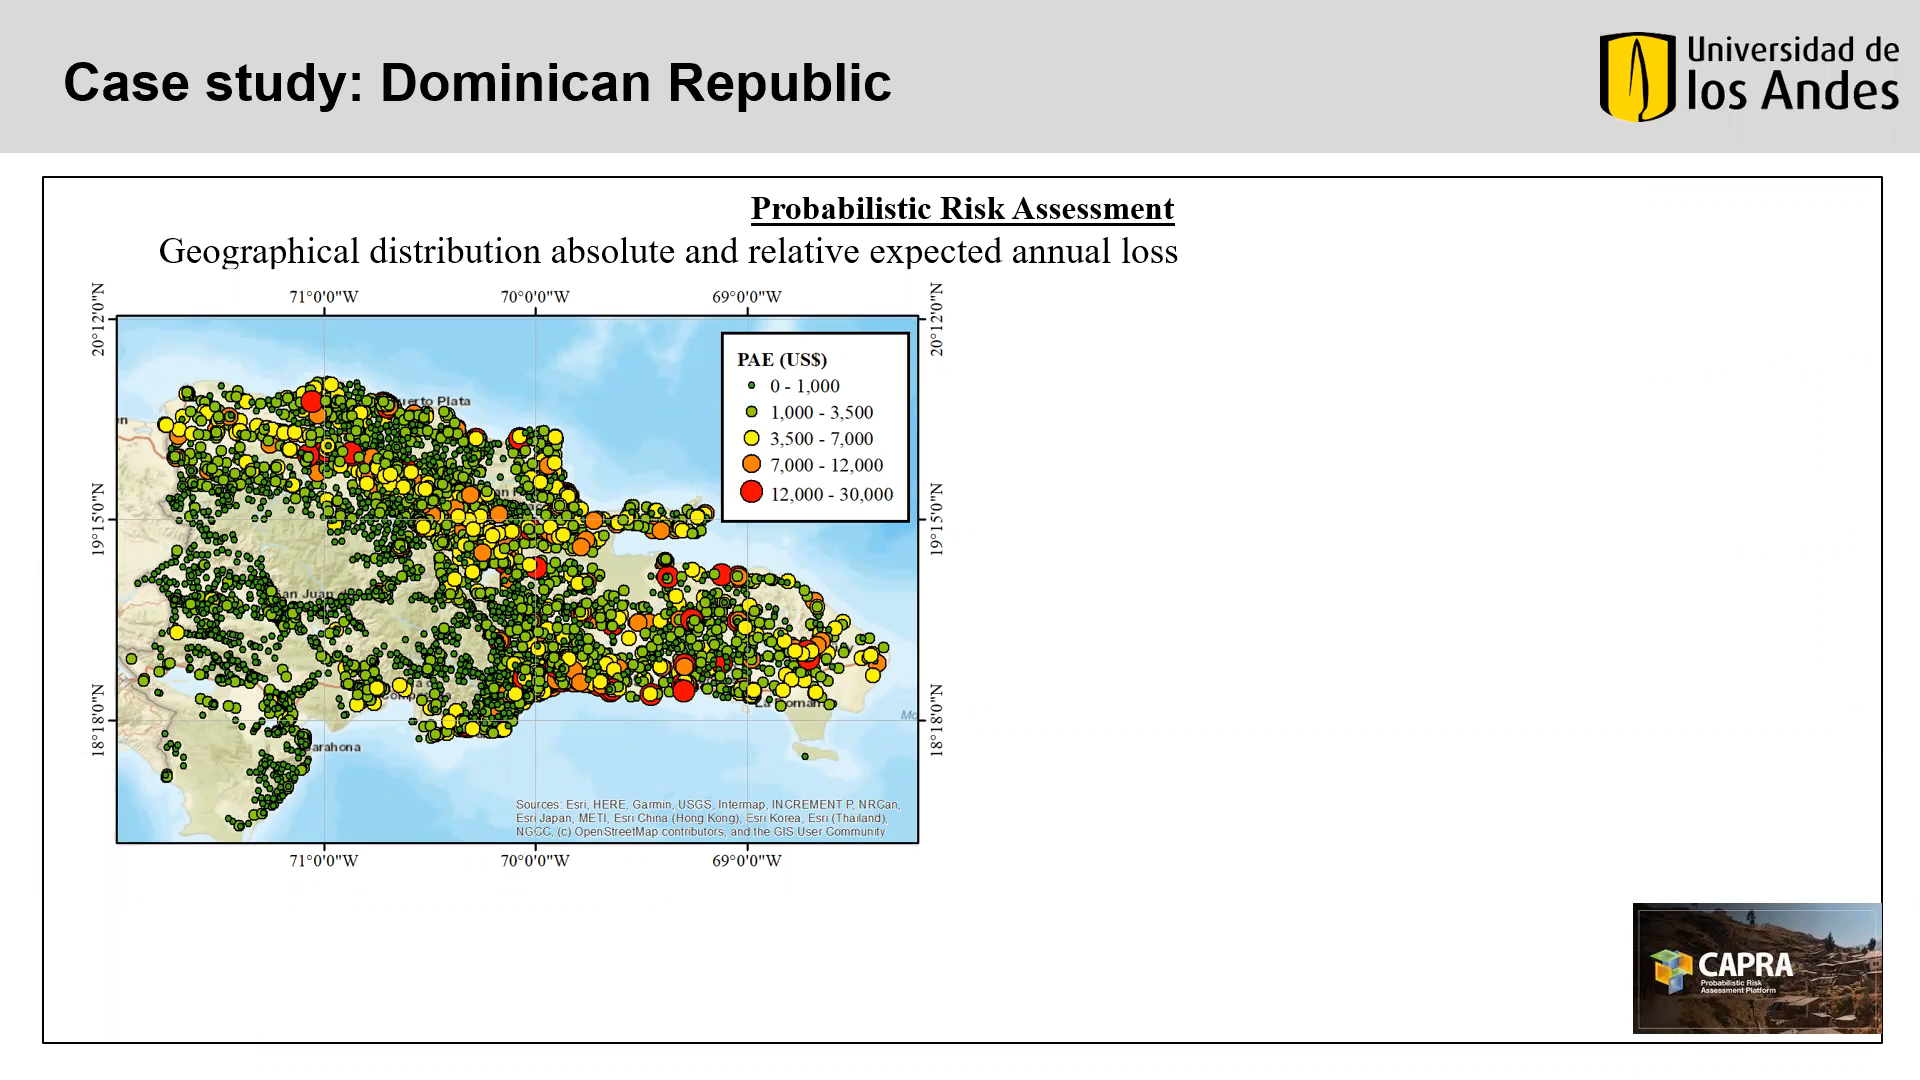 Case study: Dominican Republic
Universidad de
los Andes
Probabilistic Risk Assessment
Geographical distribution absolute and relative expected annual loss
71°0'0"W 70°0'0"W 69°0'0"W
20°12'0"N
20°12'0"N
PAE (US$)
0 - 1,000
1,000 - 3,500
3,500 - 7,000
7,000 - 12,000
12,000 - 30,000
uerto Plata
19°15'0"N
19°15'0"N
an Juan
18°18'0"N
18°18'0"N
arahona
Sources: Esri, HERE, Garmin, USGS, Intermap, INCREMENT P, NRCan,
Esri Japan, METI, Esri China (Hong Kong), Esri Korea, Esri (Thailand),
NGCC, (c) OpenStreetMap contributors, and the GIS User Community
71°0'0"W 70°0'0"W 69°0'0"W
CAPRA
Probabilistic Risk
Assessment Platform